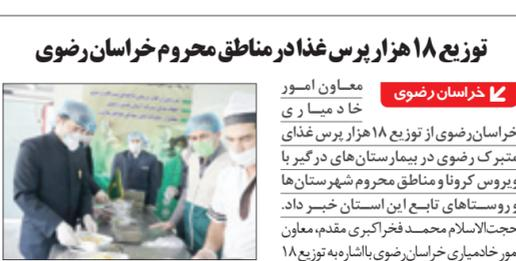 توزیع ۱۸ هزار پرس غذا در مناطق محروم خراسان رضوی
خراسان رضوی
معاون امور
خادمیاری
خراسان‌رضوی از توزیع ۱۸ هزار پرس غذای
متبرک رضوی در بیمارستان‌های درگیر با
ویروس کرونا و مناطق محروم شهرستان‌ها
و روستاهای تابع این استان خبر داد.
حجت‌الاسلام محمد فخراکبری مقدم، معاون
مور خادمیاری خراسان‌رضوی با اشاره به توزیع ۱۸